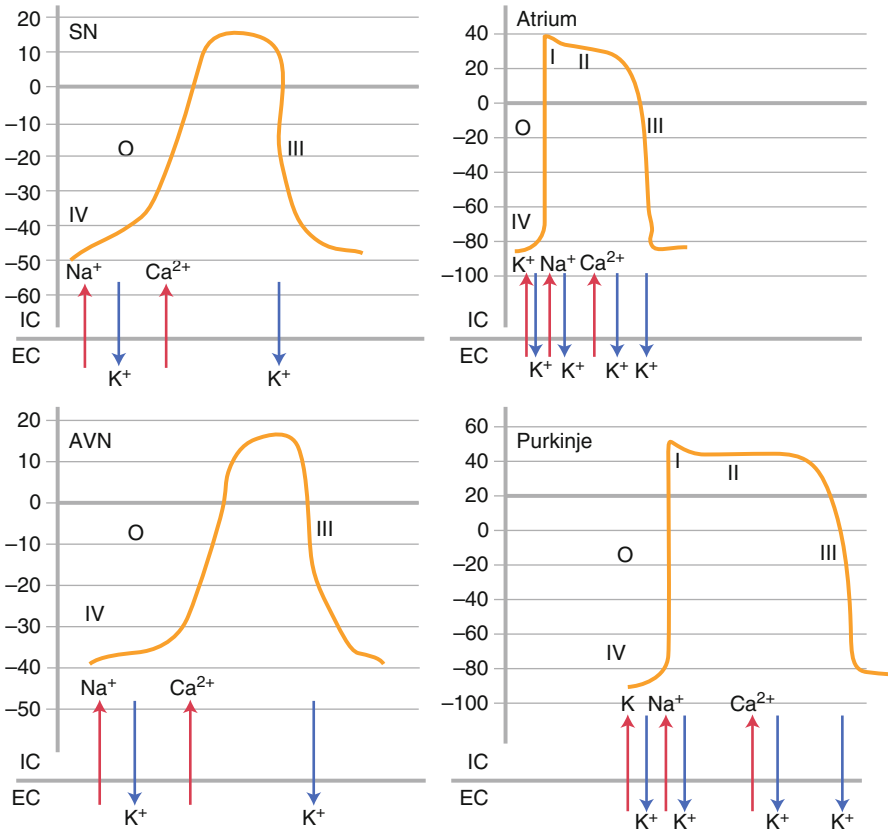 SN
20
10
0
–10
–20
–30
–40
–50
–60
O
III
IV
Na⁺ Ca²⁺
IC
EC
K⁺ K⁺
Atrium
40
20
0
–20
–40
–60
–80
–100
I
II
O
III
IV
K⁺ Na⁺ Ca²⁺
IC
EC
K⁺ K⁺ K⁺ K⁺
AVN
20
10
0
–10
–20
–30
–40
–50
O
III
IV
Na⁺ Ca²⁺
IC
EC
K⁺ K⁺
Purkinje
60
40
20
0
–20
–40
–60
–80
–100
I
II
O
III
IV
K Na⁺ Ca²⁺
IC
EC
K⁺ K⁺ K⁺ K⁺